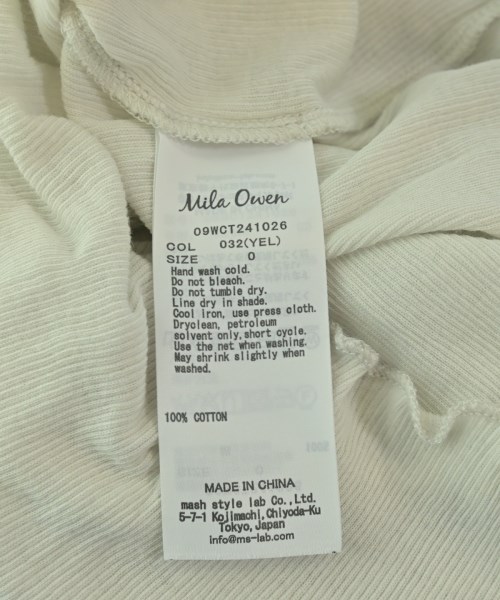 Mila Owen
09WCT241026
COL 032(YEL)
SIZE 0
Hand wash cold.
Do not bleach.
Do not tumble dry.
Line dry in shade.
Cool iron, use press cloth.
Dryclean, petroleum
solvent only,short cycle.
Use the net when washing.
May shrink slightly when
washed.
100% COTTON
MADE IN CHINA
mash style lab Co.,Ltd.
5-7-1 Kojimachi,Chiyoda-Ku
Tokyo,Japan
info@ms-lab.com